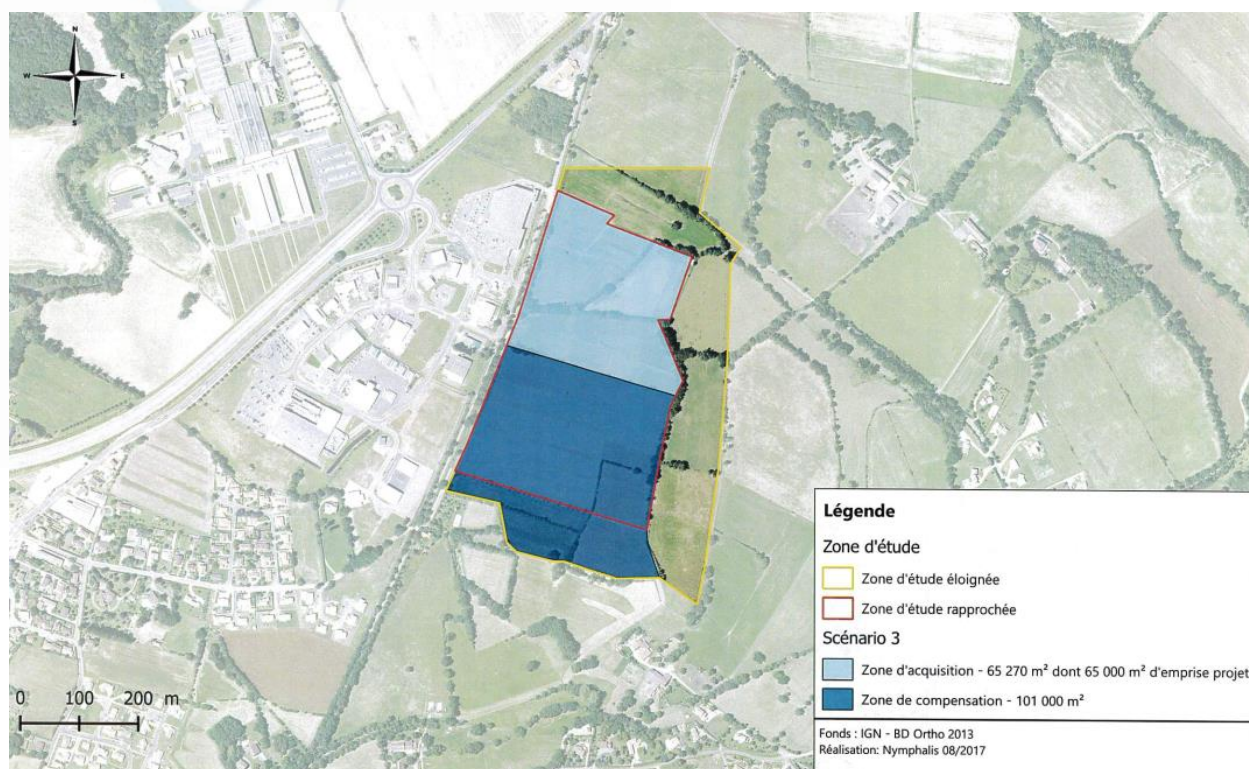 N
W
E
S
Légende
Zone d'étude
Zone d'étude éloignée
Zone d'étude rapprochée
Scénario 3
Zone d'acquisition - 65 270 m² dont 65 000 m² d'emprise projet
Zone de compensation - 101 000 m²
0 100 200 m
Fonds : IGN - BD Ortho 2013
Réalisation: Nymphalis 08/2017